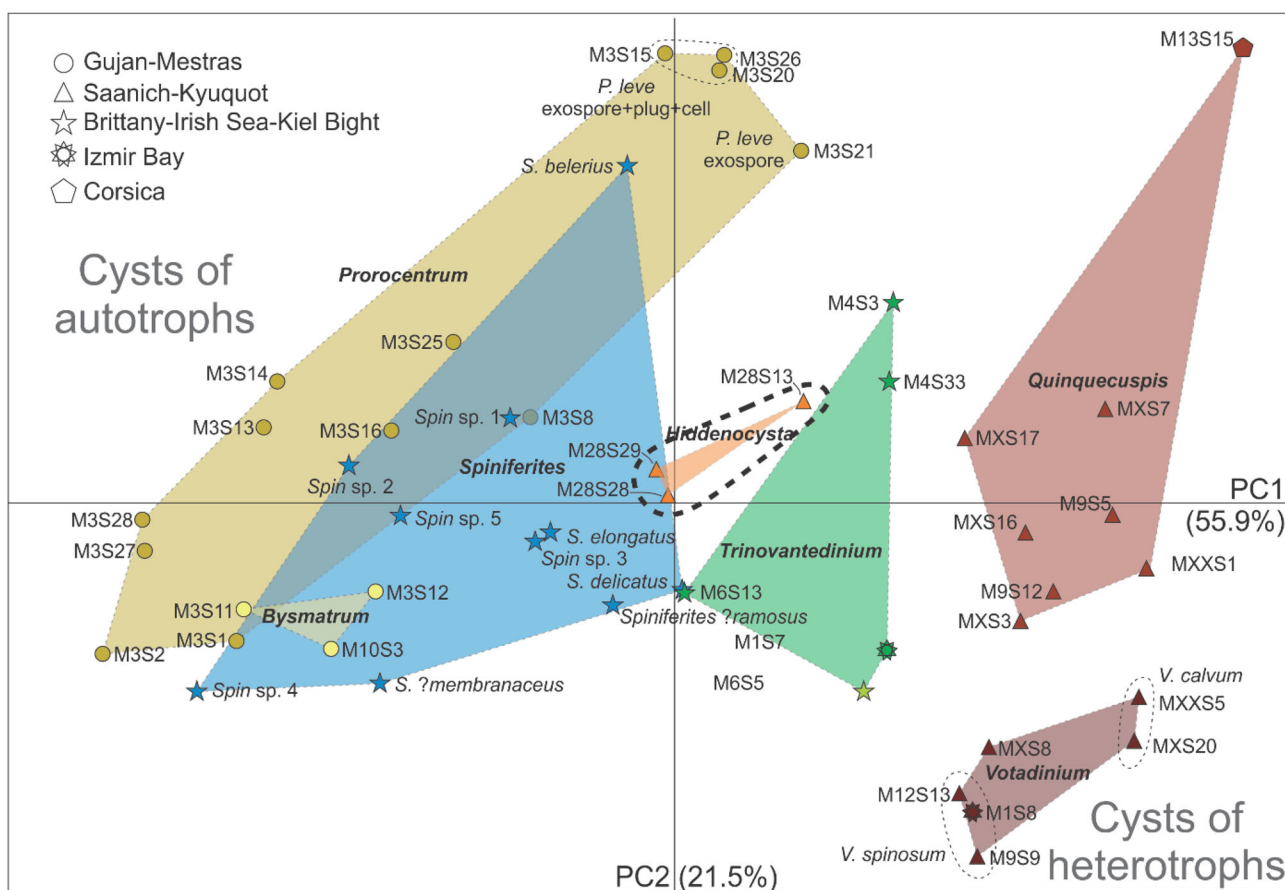 Gujan-Mestras
Saanich-Kyuquot
Brittany-Irish Sea-Kiel Bight
Izmir Bay
Corsica
M3S15
M3S26
M3S20
P. leve
exospore+plug+cell
P. leve
exospore
M3S21
M13S15
S. belerius
Cysts of
autotrophs
Prorocentrum
M4S3
M3S25
M3S14
M28S13
M4S33
Quinquecuspis
MXS7
M3S13
M3S16
Spin sp. 1
M3S8
Hiddenocysta
MXS17
M28S29
Spiniferites
Spin sp. 2
M28S28
PC1
(55.9%)
M3S28
Spin sp. 5
M9S5
M3S27
S. elongatus
Spin sp. 3
Trinovantedinium
MXS16
MXXS1
S. delicatus
M3S11
M3S12
Bysmatrum
M6S13
M9S12
M3S1
Spiniferites ?ramosus
MXS3
M3S2
M10S3
M1S7
Spin sp. 4
S. ?membranaceus
M6S5
V. calvum
MXXS5
MXS8
MXS20
Votadinium
M12S13
M1S8
Cysts of
heterotrophs
V. spinosum
M9S9
PC2 (21.5%)